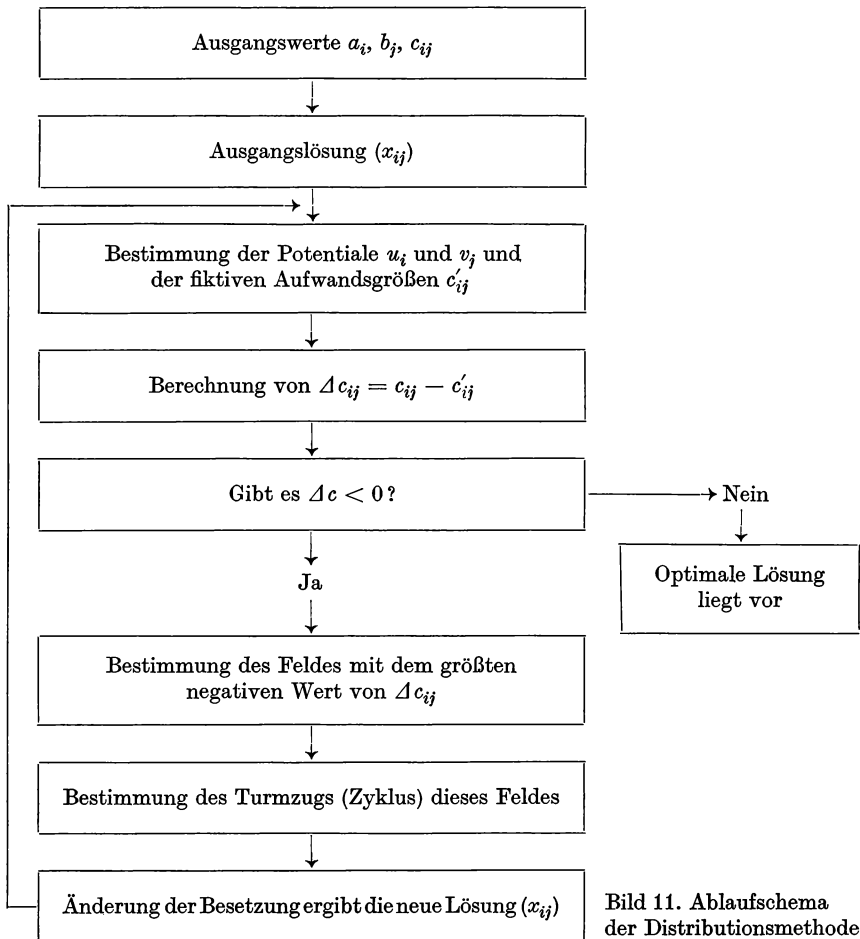 Ausgangswerte a_i, b_j, c_ij
Ausgangslösung (x_ij)
Bestimmung der Potentiale u_i und v_j und
der fiktiven Aufwandsgrößen c'_ij
Berechnung von Δc_ij = c_ij − c'_ij
Gibt es Δc < 0?
Nein
Ja
Optimale Lösung
liegt vor
Bestimmung des Feldes mit dem größten
negativen Wert von Δc_ij
Bestimmung des Turmzugs (Zyklus) dieses Feldes
Änderung der Besetzung ergibt die neue Lösung (x_ij)
Bild 11. Ablaufschema
der Distributionsmethode